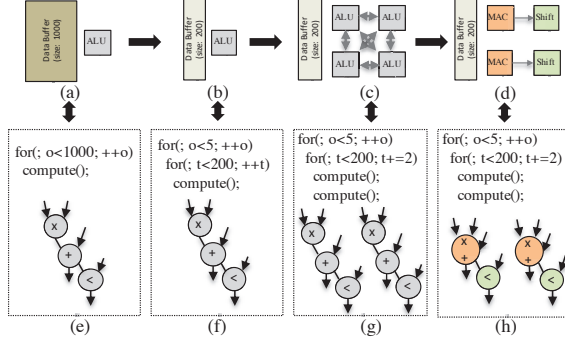 Data Buffer
(size: 1000)
ALU
Data Buffer
(size: 200)
ALU
Data Buffer
(size: 200)
ALU
ALU
ALU
ALU
Data Buffer
(size: 200)
MAC
Shift
MAC
Shift
(a)
(b)
(c)
(d)
for(; o<1000; ++o)
compute();
x
+
<
for(; o<5; ++o)
for(; t<200; ++t)
compute();
x
+
<
for(; o<5; ++o)
for(; t<200; t+=2)
compute();
compute();
x
x
+
+
<
<
for(; o<5; ++o)
for(; t<200; t+=2)
compute();
compute();
x
+
x
+
<
<
(e)
(f)
(g)
(h)